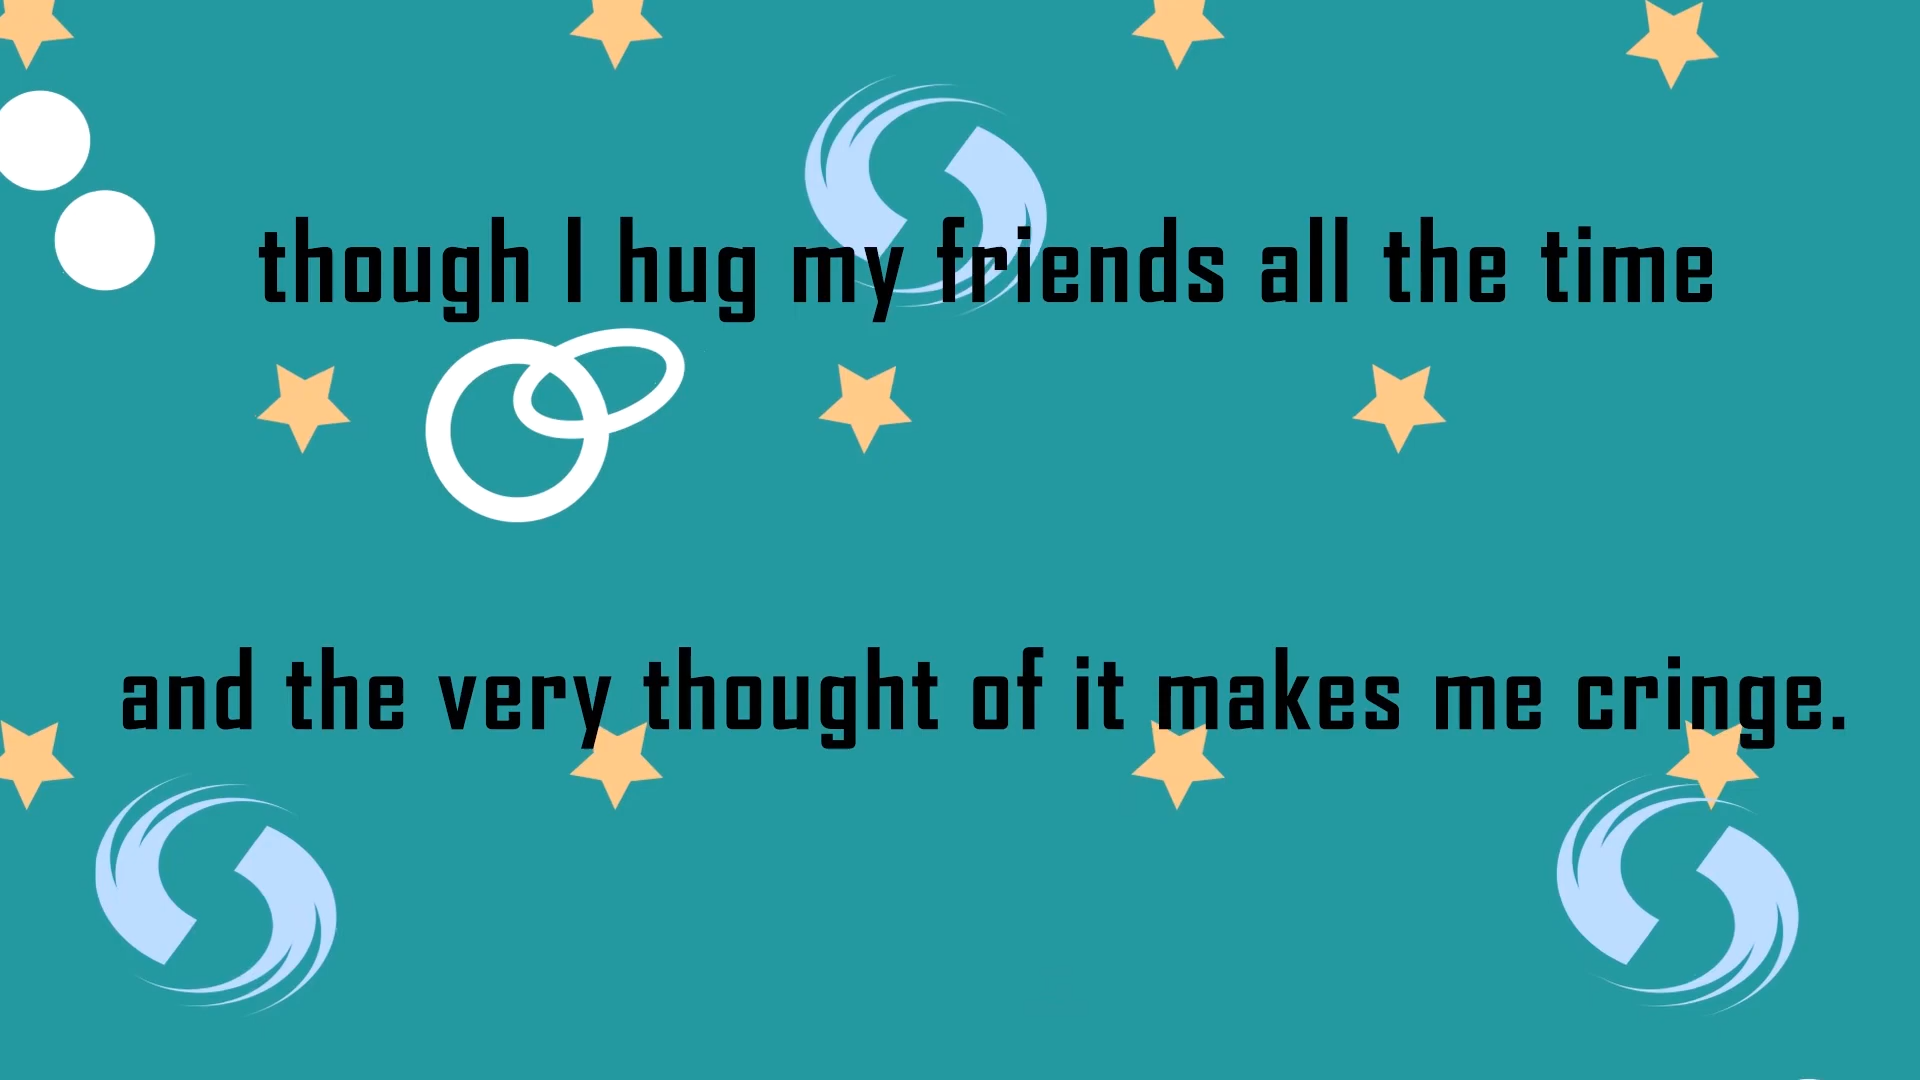 though I hug my friends all the time
and the very thought of it makes me cringe.